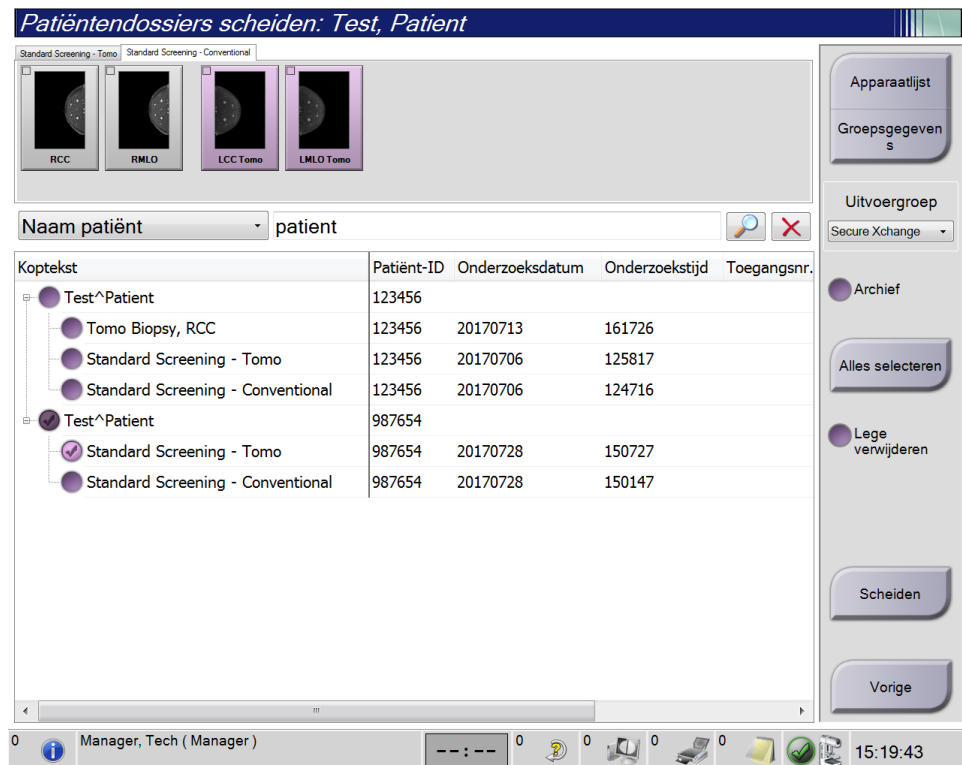 Patiëntendossiers scheiden: Test, Patient
Standard Screening - Tomo Standard Screening - Conventional
RCC RMLO LCC Tomo LMLO Tomo
Naam patiënt patient
Koptekst Patiënt-ID Onderzoeksdatum Onderzoekstijd Toegangsnr.
Test^Patient 123456
Tomo Biopsy, RCC 123456 20170713 161726
Standard Screening - Tomo 123456 20170706 125817
Standard Screening - Conventional 123456 20170706 124716
Test^Patient 987654
Standard Screening - Tomo 987654 20170728 150727
Standard Screening - Conventional 987654 20170728 150147
Apparaatlijst
Groepsgegeven
s
Uitvoergroep
Secure Xchange
Archief
Alles selecteren
Lege
verwijderen
Scheiden
Vorige
0 Manager, Tech ( Manager ) --:-- 0 0 0 0 15:19:43